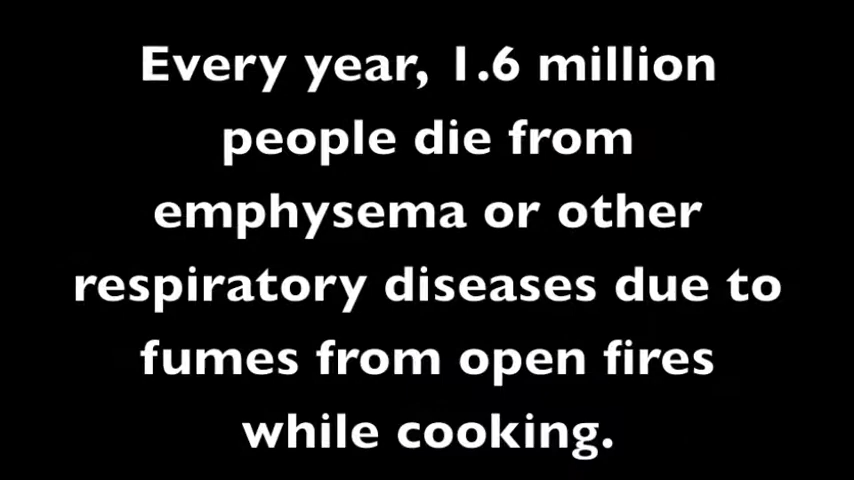 Every year, 1.6 million
people die from
emphysema or other
respiratory diseases due to
fumes from open fires
while cooking.